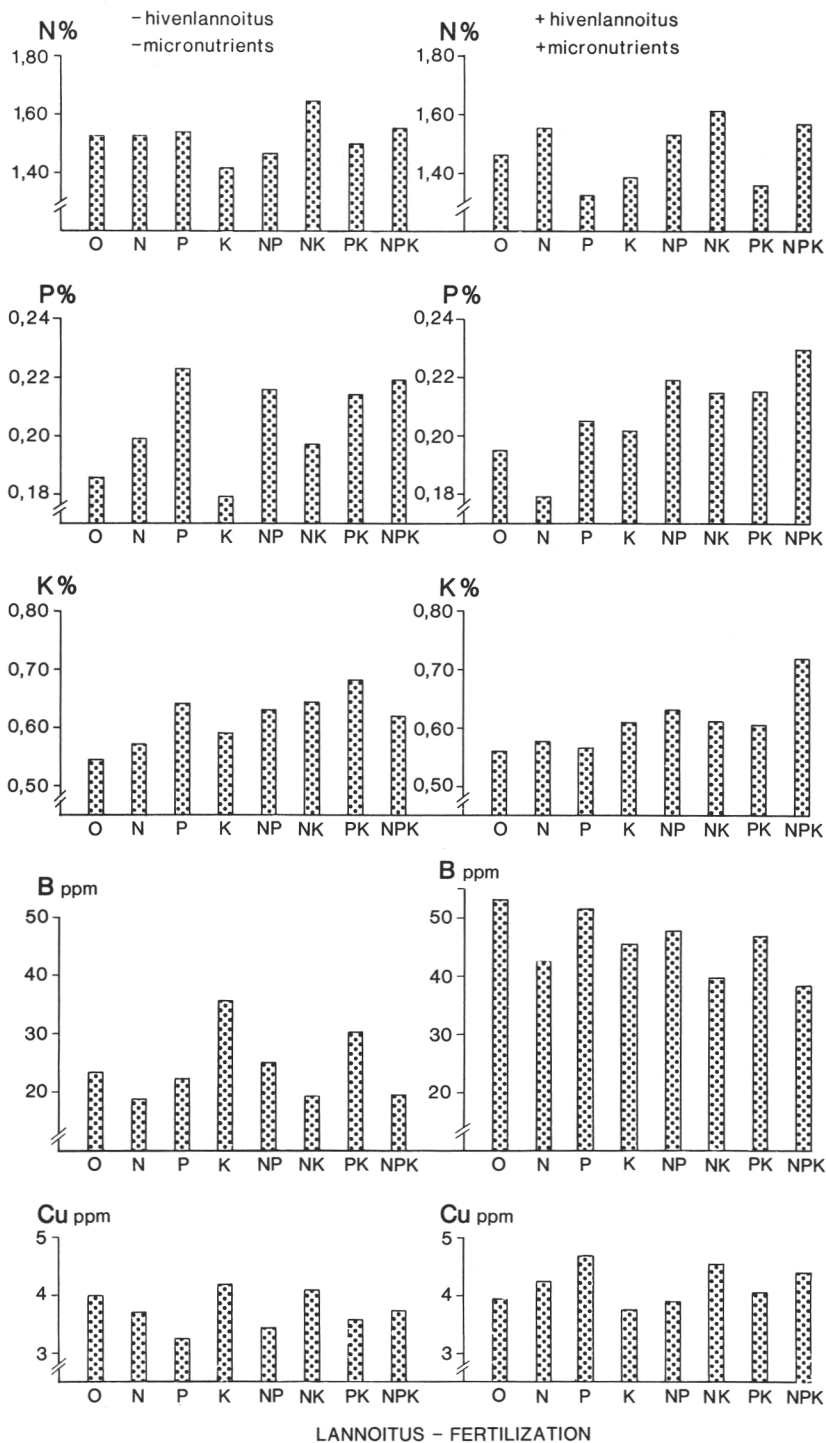 − hivenlannoitus
− micronutrients
+ hivenlannoitus
+ micronutrients
N%
1,80
1,60
1,40
O N P K NP NK PK NPK
N%
1,80
1,60
1,40
O N P K NP NK PK NPK
P%
0,24
0,22
0,20
0,18
O N P K NP NK PK NPK
P%
0,24
0,22
0,20
0,18
O N P K NP NK PK NPK
K%
0,80
0,70
0,60
0,50
O N P K NP NK PK NPK
K%
0,80
0,70
0,60
0,50
O N P K NP NK PK NPK
B ppm
50
40
30
20
O N P K NP NK PK NPK
B ppm
50
40
30
20
O N P K NP NK PK NPK
Cu ppm
5
4
3
O N P K NP NK PK NPK
Cu ppm
5
4
3
O N P K NP NK PK NPK
LANNOITUS − FERTILIZATION